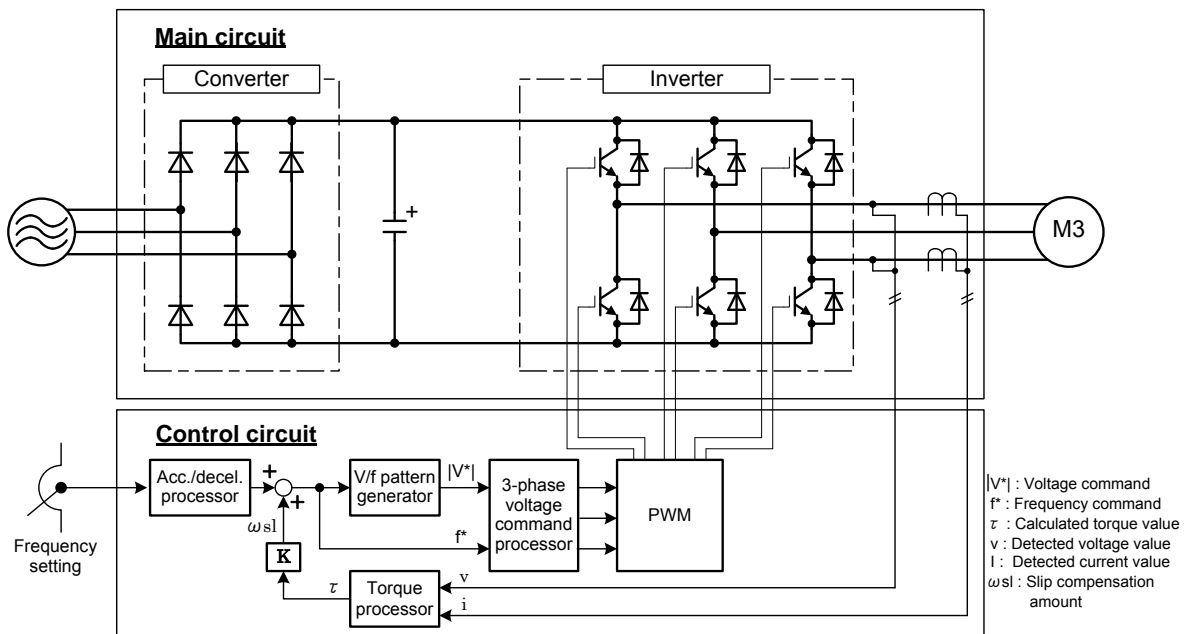 Main circuit
Converter
Inverter
+
M3
Control circuit
Frequency
setting
Acc./decel.
processor
+
+
ωsl
K
τ
V/f pattern
generator
|V*|
f*
3-phase
voltage
command
processor
PWM
Torque
processor
v
i
|V*| : Voltage command
f* : Frequency command
τ : Calculated torque value
v : Detected voltage value
I : Detected current value
ωsl : Slip compensation
amount